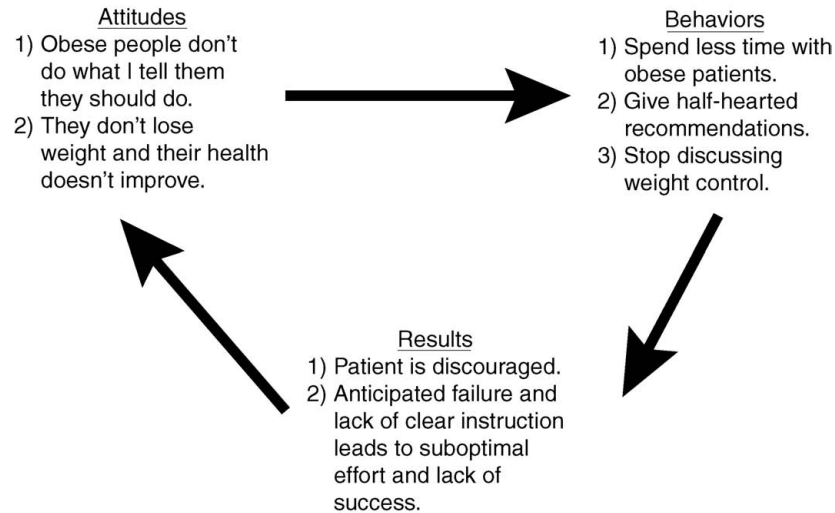 Attitudes
1) Obese people don't
do what I tell them
they should do.
2) They don't lose
weight and their health
doesn't improve.
Behaviors
1) Spend less time with
obese patients.
2) Give half-hearted
recommendations.
3) Stop discussing
weight control.
Results
1) Patient is discouraged.
2) Anticipated failure and
lack of clear instruction
leads to suboptimal
effort and lack of
success.